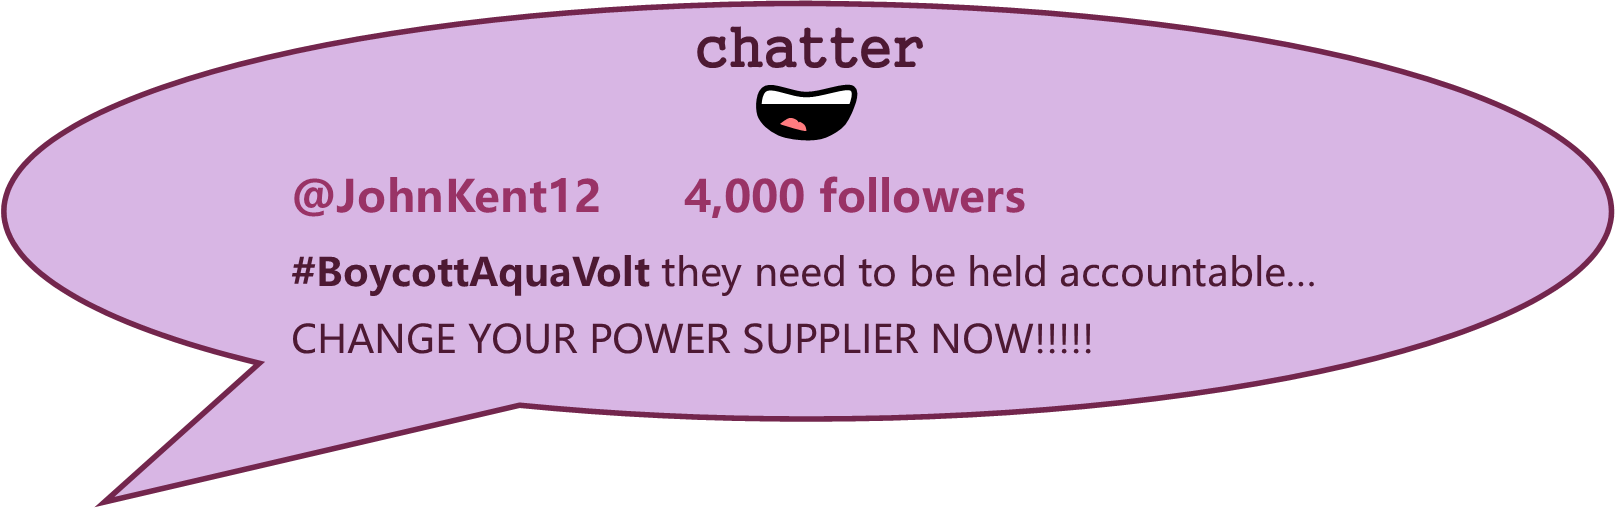 chatter
@JohnKent12 4,000 followers
#BoycottAquaVolt they need to be held accountable...
CHANGE YOUR POWER SUPPLIER NOW!!!!!